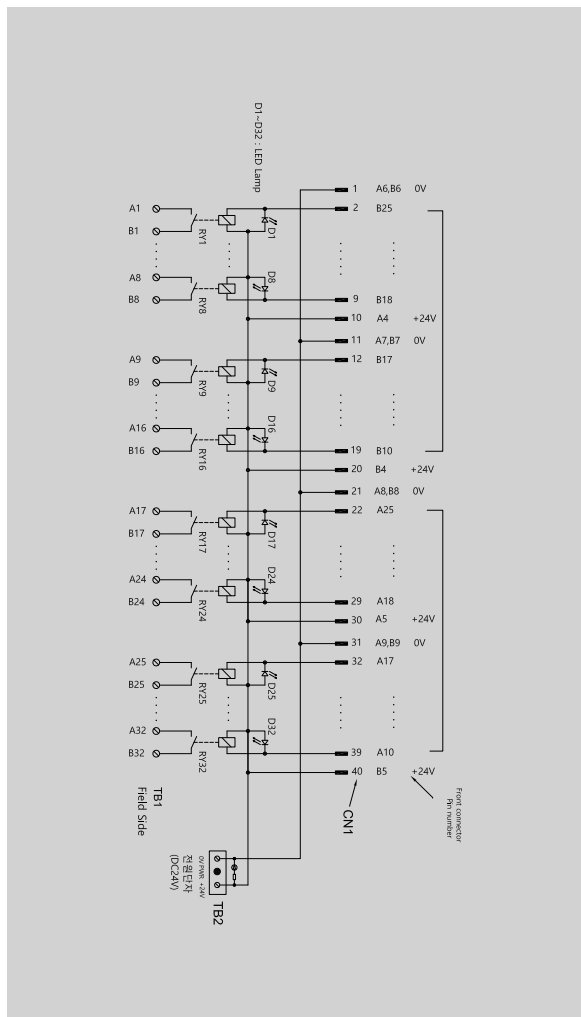 D1~D32 : LED Lamp
1 A6,B6 0V
A1 2 B25
B1 RY1 D1
A8 D8
B8 RY8 9 B18
10 A4 +24V
11 A7,B7 0V
A9 12 B17
B9 RY9 D9
A16 D16
B16 RY16 19 B10
20 B4 +24V
21 A8,B8 0V
A17 22 A25
B17 RY17 D17
A24 D24
B24 RY24 29 A18
30 A5 +24V
31 A9,B9 0V
A25 32 A17
B25 RY25 D25
A32 D32
B32 RY32 39 A10
40 B5 +24V
TB1
Field Side
CN1
Front connector
Pin number
0V PWR +24V
전원단자
(DC24V)
TB2